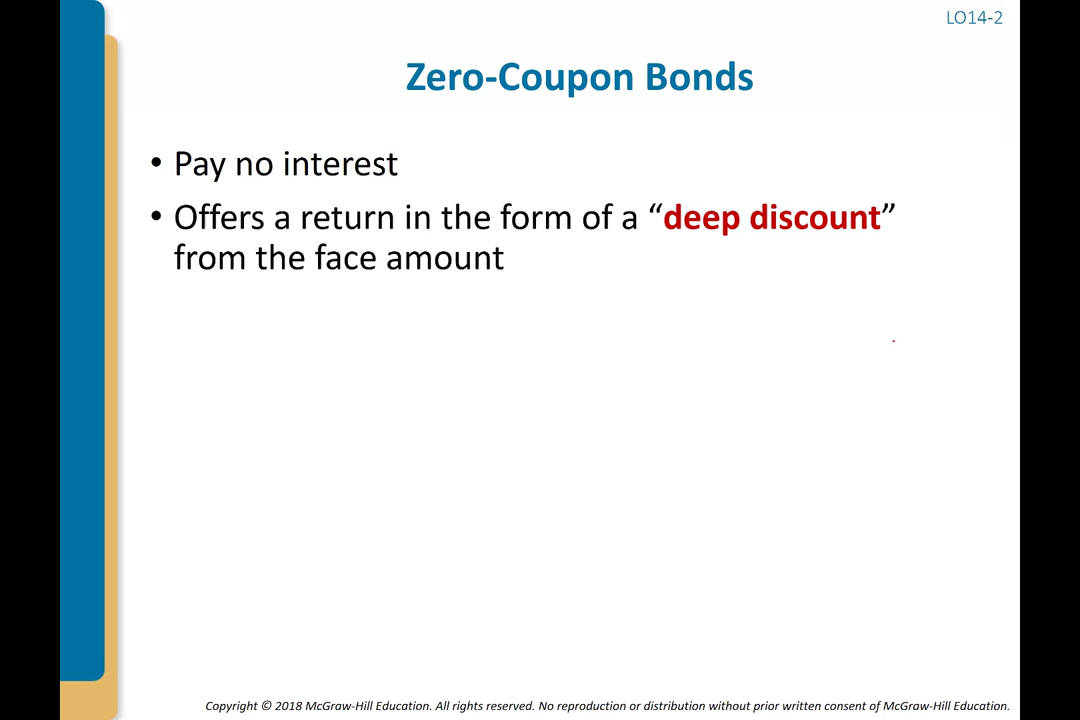 LO14-2
Zero-Coupon Bonds
• Pay no interest
• Offers a return in the form of a “deep discount”
from the face amount
Copyright © 2018 McGraw-Hill Education. All rights reserved. No reproduction or distribution without prior written consent of McGraw-Hill Education.